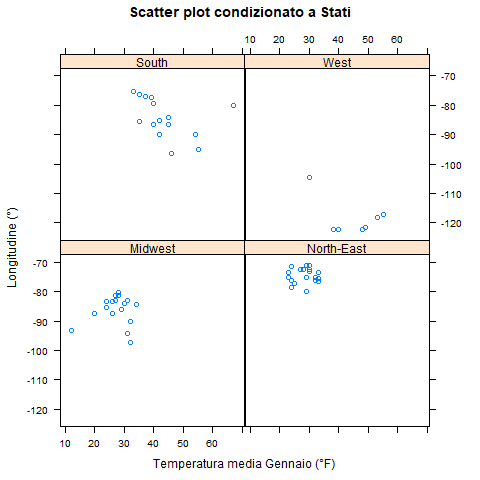 Scatter plot condizionato a Stati
10 20 30 40 50 60
South West
-70
-80
-90
-100
-110
-120
Longitudine (°)
Midwest North-East
-70
-80
-90
-100
-110
-120
10 20 30 40 50 60
Temperatura media Gennaio (°F)